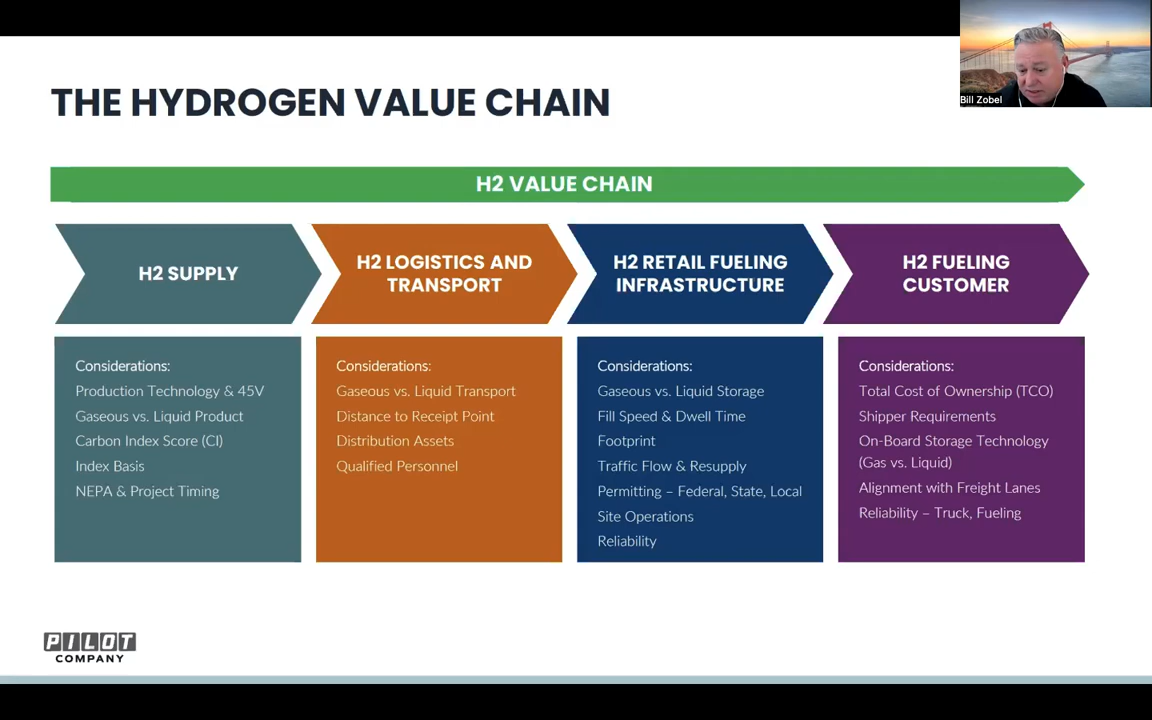 Bill Zobel
THE HYDROGEN VALUE CHAIN
H2 VALUE CHAIN
H2 SUPPLY
Considerations:
Production Technology & 45V
Gaseous vs. Liquid Product
Carbon Index Score (CI)
Index Basis
NEPA & Project Timing
H2 LOGISTICS AND
TRANSPORT
Considerations:
Gaseous vs. Liquid Transport
Distance to Receipt Point
Distribution Assets
Qualified Personnel
H2 RETAIL FUELING
INFRASTRUCTURE
Considerations:
Gaseous vs. Liquid Storage
Fill Speed & Dwell Time
Footprint
Traffic Flow & Resupply
Permitting – Federal, State, Local
Site Operations
Reliability
H2 FUELING
CUSTOMER
Considerations:
Total Cost of Ownership (TCO)
Shipper Requirements
On-Board Storage Technology
(Gas vs. Liquid)
Alignment with Freight Lanes
Reliability – Truck, Fueling
PILOT
COMPANY